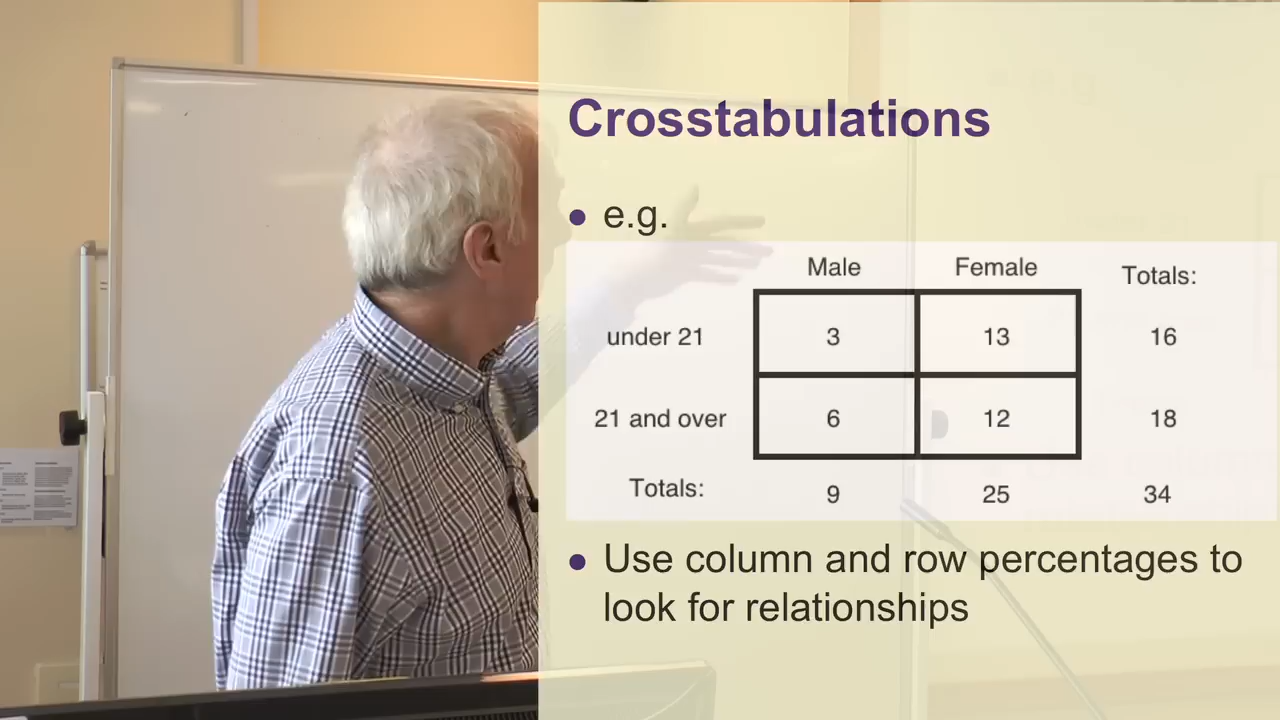 Crosstabulations
e.g.
Male Female Totals:
under 21 3 13 16
21 and over 6 12 18
Totals: 9 25 34
Use column and row percentages to
look for relationships